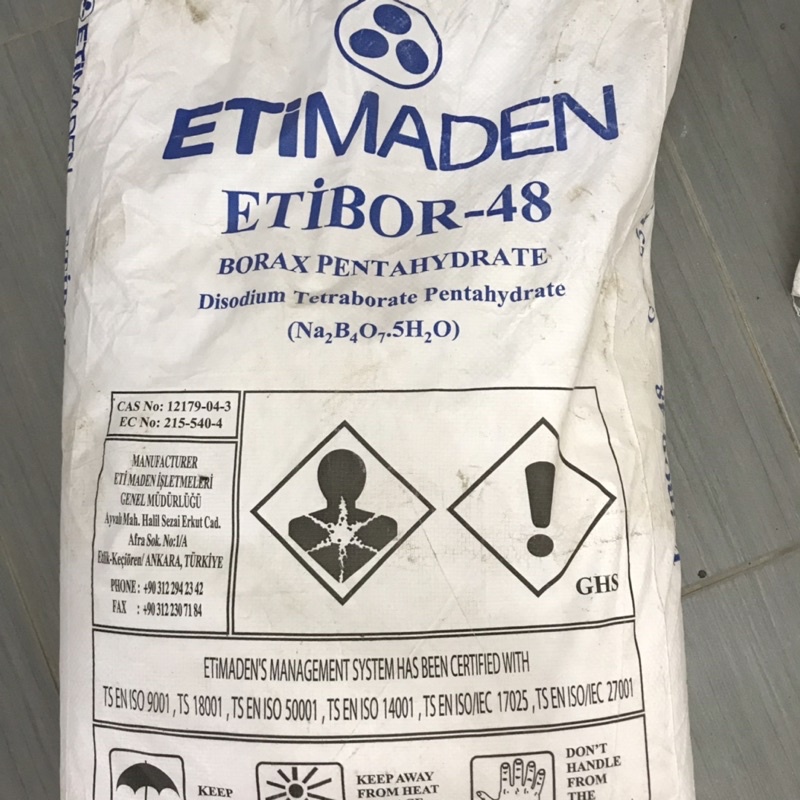 ETİMADEN
ETİMADEN
ETİBOR-48
BORAX PENTAHYDRATE
Disodium Tetraborate Pentahydrate
(Na₂B₄O₇.5H₂O)
CAS No: 12179-04-3
EC No: 215-540-4
MANUFACTURER
ETİ MADEN İŞLETMELERİ
GENEL MÜDÜRLÜĞÜ
Ayvalı Mah. Halil Sezai Erkut Cad.
Afra Sok. No:1/A
Etlik-Keçiören/ ANKARA, TÜRKİYE
PHONE : +90 312 294 23 42
FAX : +90 312 230 71 84
GHS
ETİMADEN'S MANAGEMENT SYSTEM HAS BEEN CERTIFIED WITH
TS EN ISO 9001 , TS 18001 , TS EN ISO 50001 , TS EN ISO 14001 , TS EN ISO/IEC 17025 , TS EN ISO/IEC 27001
KEEP
KEEP AWAY
FROM HEAT
DON'T
HANDLE
FROM
THE